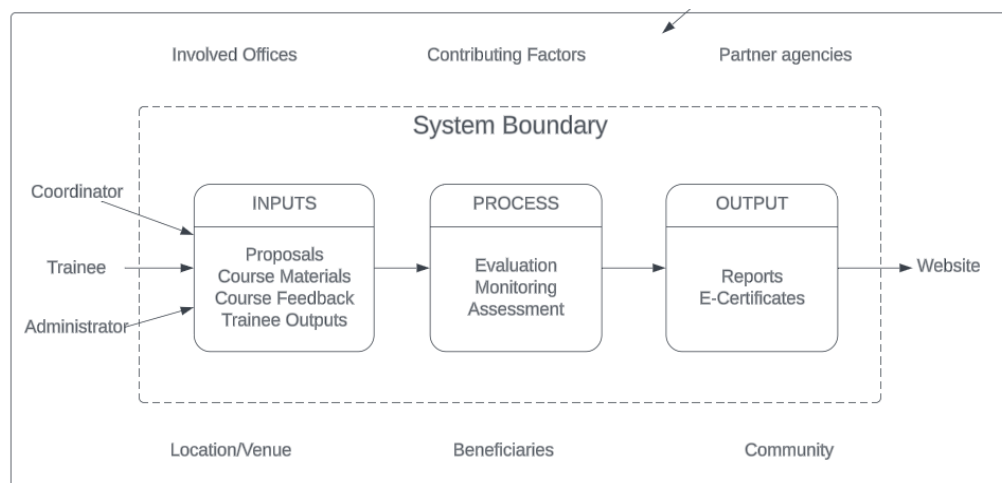 Involved Offices
Contributing Factors
Partner agencies
System Boundary
Coordinator
Trainee
Administrator
INPUTS
Proposals
Course Materials
Course Feedback
Trainee Outputs
PROCESS
Evaluation
Monitoring
Assessment
OUTPUT
Reports
E-Certificates
Website
Location/Venue
Beneficiaries
Community